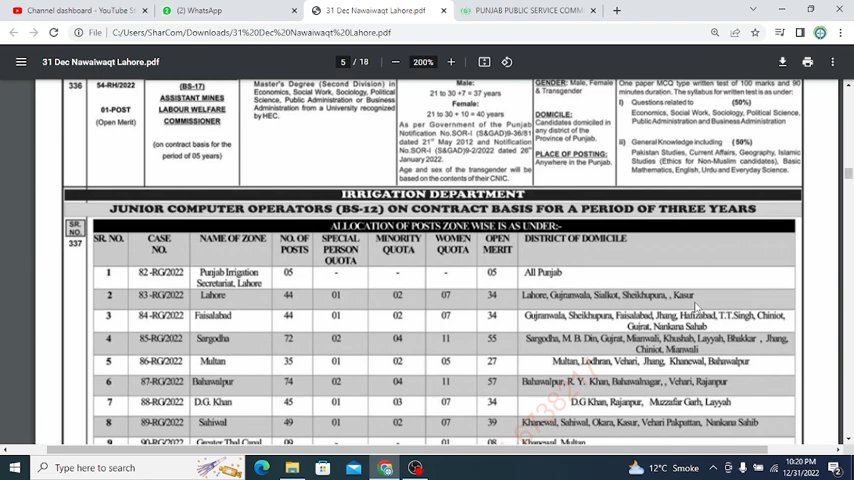 Channel dashboard - YouTube St
(2) WhatsApp
31 Dec Nawaiwaqt Lahore.pdf
PUNJAB PUBLIC SERVICE COMM
File
C:/Users/SharCom/Downloads/31%20Dec%20Nawaiwaqt%20Lahore.pdf
31 Dec Nawaiwaqt Lahore.pdf
5 / 18
200%
336
54-RH/2022
01-POST
(Open Merit)
(BS-17)
ASSISTANT MINES
LABOUR WELFARE
COMMISSIONER
(on contract basis for the
period of 05 years)
Master's Degree (Second Division) in
Economics, Social Work, Sociology, Political
Science, Public Administration or Business
Administration from a University recognized
by HEC.
Male:
21 to 30 +7 = 37 years
Female:
21 to 30 + 10 = 40 years
As per Government of the Punjab
Notification No.SOR-I (S&GAD)9-36/81
dated 21st May 2012 and Notification
No.SOR-I (S&GAD)9-2/2022 dated 26th
January 2022.
Age and sex of the transgender will be
based on the contents of their CNIC.
GENDER: Male, Female
& Transgender
DOMICILE:
Candidates domiciled in
any district of the
Province of Punjab.
PLACE OF POSTING:
Anywhere in the Punjab.
One paper MCQ type written test of 100 marks and 90
minutes duration. The syllabus for written test is as under:
i) Questions related to (50%)
Economics, Social Work, Sociology, Political Science,
Public Administration and Business Administration
ii) General Knowledge including (50%)
Pakistan Studies, Current Affairs, Geography, Islamic
Studies (Ethics for Non-Muslim candidates), Basic
Mathematics, English, Urdu and Everyday Science.
IRRIGATION DEPARTMENT
JUNIOR COMPUTER OPERATORS (BS-12) ON CONTRACT BASIS FOR A PERIOD OF THREE YEARS
SR.
NO.
337
ALLOCATION OF POSTS ZONE WISE IS AS UNDER:-
SR. NO. CASE NO. NAME OF ZONE NO. OF POSTS SPECIAL PERSON QUOTA MINORITY QUOTA WOMEN QUOTA OPEN MERIT DISTRICT OF DOMICILE
1 82-RG/2022 Punjab Irrigation Secretariat, Lahore 05 - - - 05 All Punjab
2 83-RG/2022 Lahore 44 01 02 07 34 Lahore, Gujranwala, Sialkot, Sheikhupura, , Kasur
3 84-RG/2022 Faisalabad 44 01 02 07 34 Gujranwala, Sheikhupura, Faisalabad, Jhang, Hafizabad, T.T.Singh, Chiniot, Gujrat, Nankana Sahab
4 85-RG/2022 Sargodha 72 02 04 11 55 Sargodha, M. B. Din, Gujrat, Mianwali, Khushab, Layyah, Bhakkar , Jhang, Chiniot, Mianwali
5 86-RG/2022 Multan 35 01 02 05 27 Multan, Lodhran, Vehari, Jhang, Khanewal, Bahawalpur
6 87-RG/2022 Bahawalpur 74 02 04 11 57 Bahawalpur, R. Y. Khan, Bahawalnagar, , Vehari, Rajanpur
7 88-RG/2022 D.G. Khan 45 01 03 07 34 D.G Khan, Rajanpur, Muzzafar Garh, Layyah
8 89-RG/2022 Sahiwal 49 01 02 07 39 Khanewal, Sahiwal, Okara, Kasur, Vehari Pakpattan, Nankana Sahib
9 90-RG/2022 Greater Thal Canal 09 01 08 Khanewal, Multan
Type here to search
12°C Smoke
10:20 PM
12/31/2022